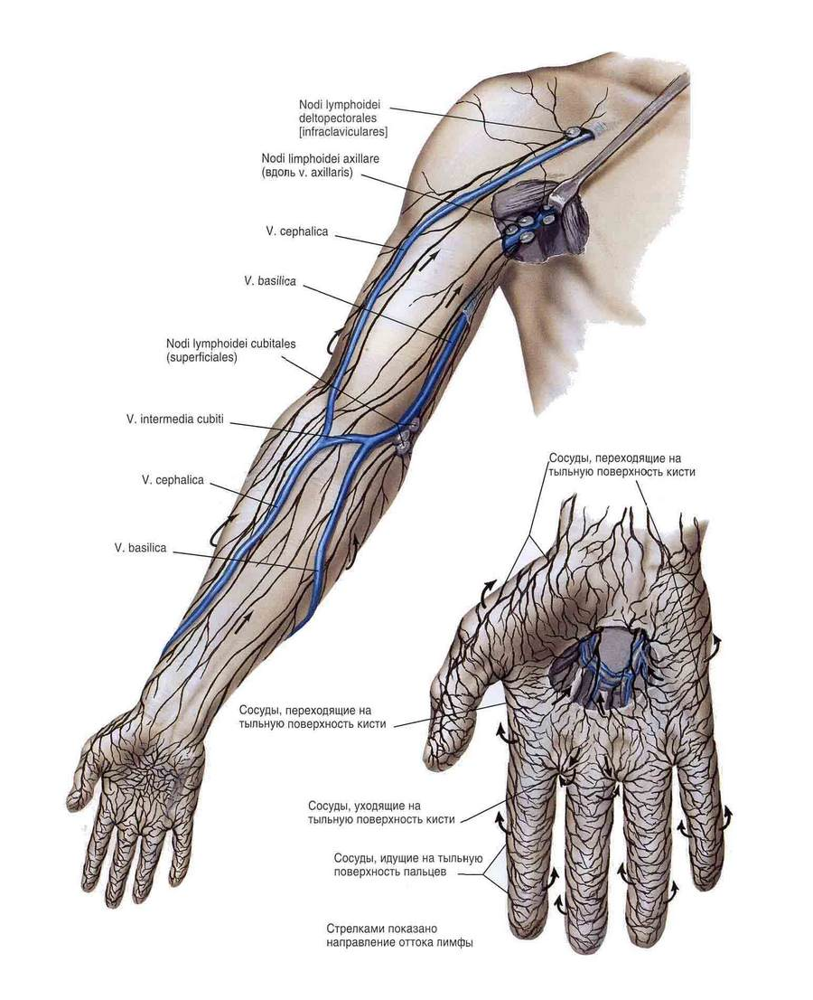 Nodi lymphoidei
deltopectorales
[infraclaviculares]
Nodi limphoidei axillare
(вдоль v. axillaris)
V. cephalica
V. basilica
Nodi lymphoidei cubitales
(superficiales)
V. intermedia cubiti
V. cephalica
V. basilica
Сосуды, переходящие на
тыльную поверхность кисти
Сосуды, переходящие на
тыльную поверхность кисти
Сосуды, уходящие на
тыльную поверхность кисти
Сосуды, идущие на тыльную
поверхность пальцев
Стрелками показано
направление оттока лимфы